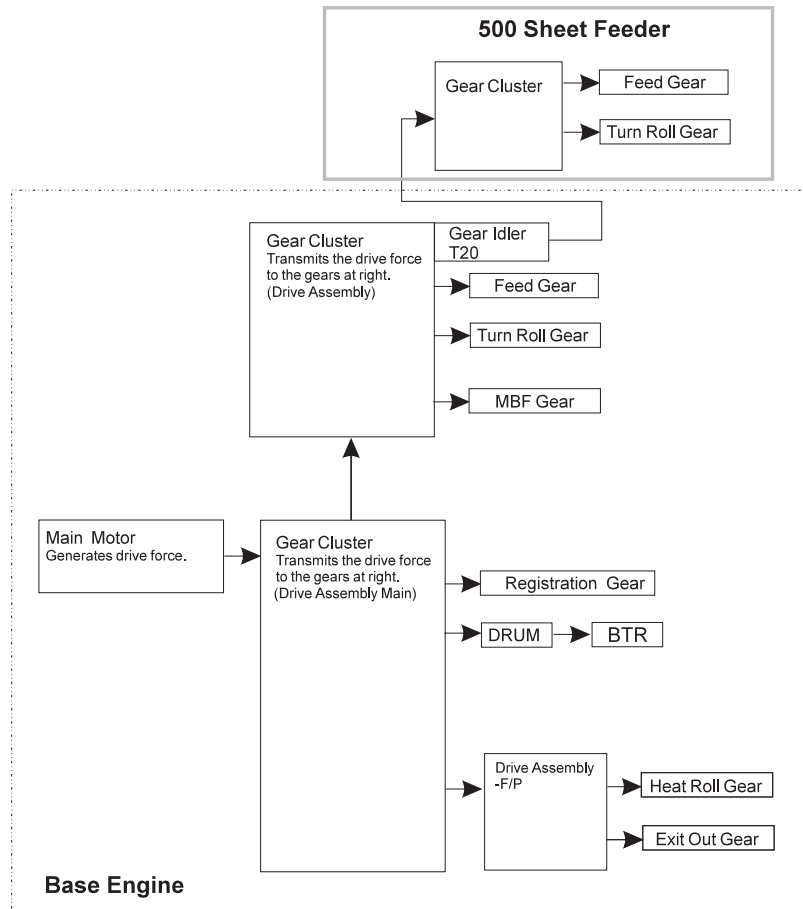 500 Sheet Feeder
Gear Cluster
Feed Gear
Turn Roll Gear
Gear Cluster
Transmits the drive force
to the gears at right.
(Drive Assembly)
Gear Idler
T20
Feed Gear
Turn Roll Gear
MBF Gear
Main Motor
Generates drive force.
Gear Cluster
Transmits the drive force
to the gears at right.
(Drive Assembly Main)
Registration Gear
DRUM
BTR
Drive Assembly
-F/P
Heat Roll Gear
Exit Out Gear
Base Engine